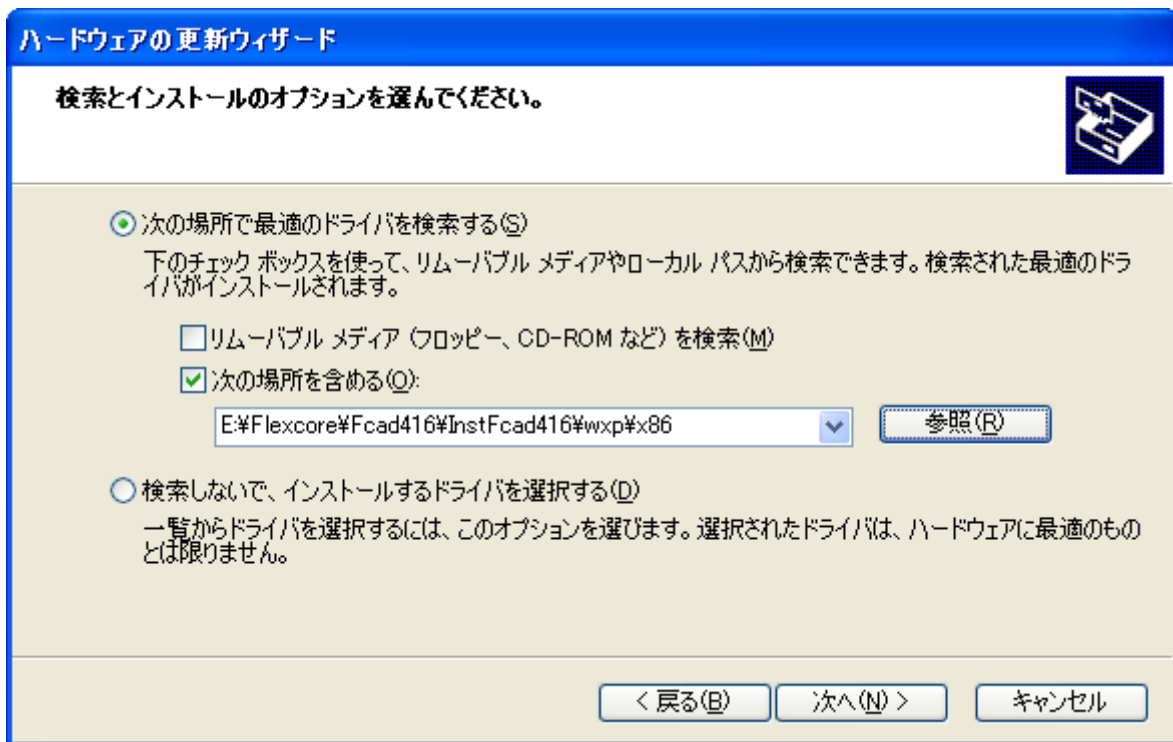 ハードウェアの更新ウィザード
検索とインストールのオプションを選んでください。
次の場所で最適のドライバを検索する(S)
下のチェック ボックスを使って、リムーバブル メディアやローカル パスから検索できます。検索された最適のドラ
イバがインストールされます。
リムーバブル メディア (フロッピー、CD-ROM など) を検索(M)
次の場所を含める(O):
E:¥Flexcore¥Fcad416¥InstFcad416¥wxp¥x86
参照(R)
検索しないで、インストールするドライバを選択する(D)
一覧からドライバを選択するには、このオプションを選びます。選択されたドライバは、ハードウェアに最適のもの
とは限りません。
< 戻る(B)
次へ(N) >
キャンセル